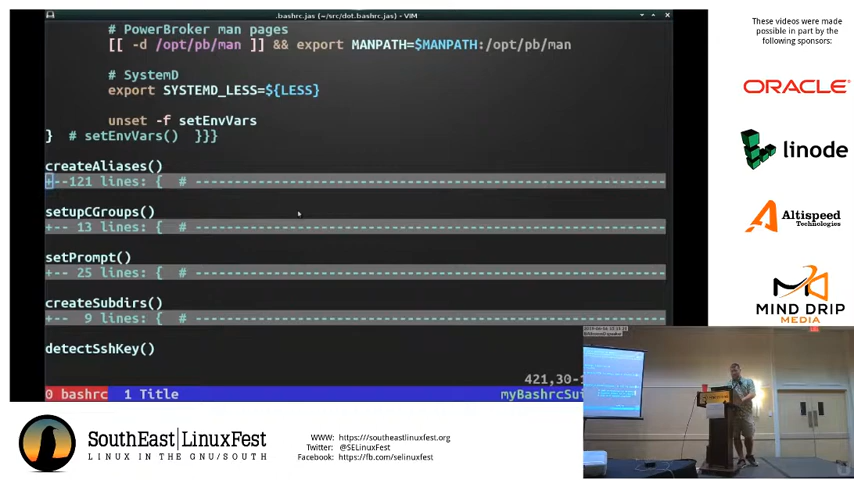 .bashrc.jas (~/src/dot.bashrc.jas) - VIM
# PowerBroker man pages
[[ -d /opt/pb/man ]] && export MANPATH=$MANPATH:/opt/pb/man
# SystemD
export SYSTEMD_LESS=${LESS}
unset -f setEnvVars
} # setEnvVars() }}}
createAliases()
+--121 lines: { # -----------------------------------------------------------------
setupCGroups()
+-- 13 lines: { # -----------------------------------------------------------------
setPrompt()
+-- 25 lines: { # -----------------------------------------------------------------
createSubdirs()
+-- 9 lines: { # -----------------------------------------------------------------
detectSshKey()
421,30-1
0 bashrc 1 Title
myBashrcSui
These videos were made
possible in part by the
following sponsors:
ORACLE
linode
Altispeed
Technologies
MIND DRIP
MEDIA
SouthEast|LinuxFest
LINUX IN THE GNU/SOUTH
WWW: https://southeastlinuxfest.org
Twitter: @SELinuxFest
Facebook: https://fb.com/selinuxfest